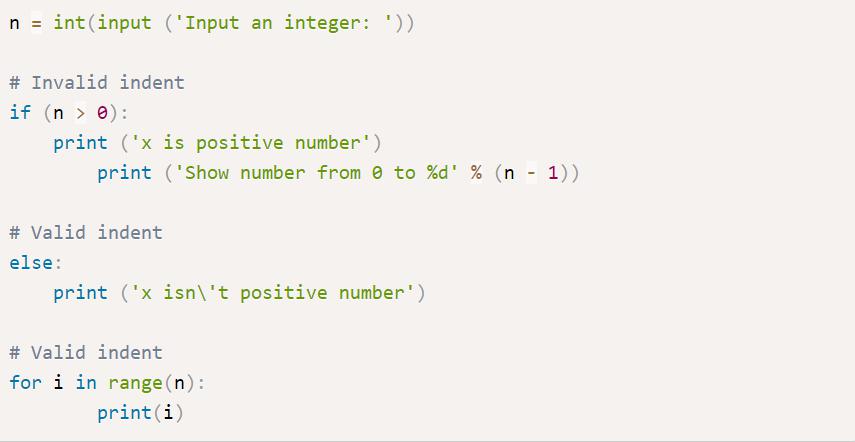 n = int(input ('Input an integer: '))
# Invalid indent
if (n > 0):
    print ('x is positive number')
        print ('Show number from 0 to %d' % (n - 1))
# Valid indent
else:
    print ('x isn\'t positive number')
# Valid indent
for i in range(n):
        print(i)